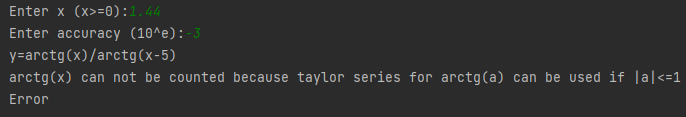 Enter x (x>=0):1.44
Enter accuracy (10^e):-3
y=arctg(x)/arctg(x-5)
arctg(x) can not be counted because taylor series for arctg(a) can be used if |a|<=1
Error